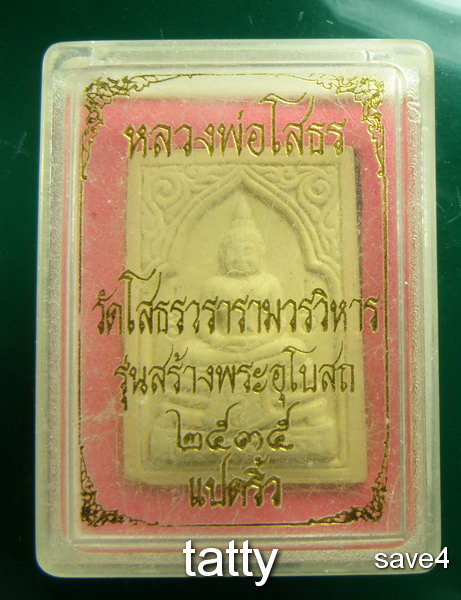 หลวงพ่อโสธร
วัดโสธรวรารามวรวิหาร
รุ่นสร้างพระอุโบสถ
๒๕๓๕
แปดริ้ว
tatty
save4